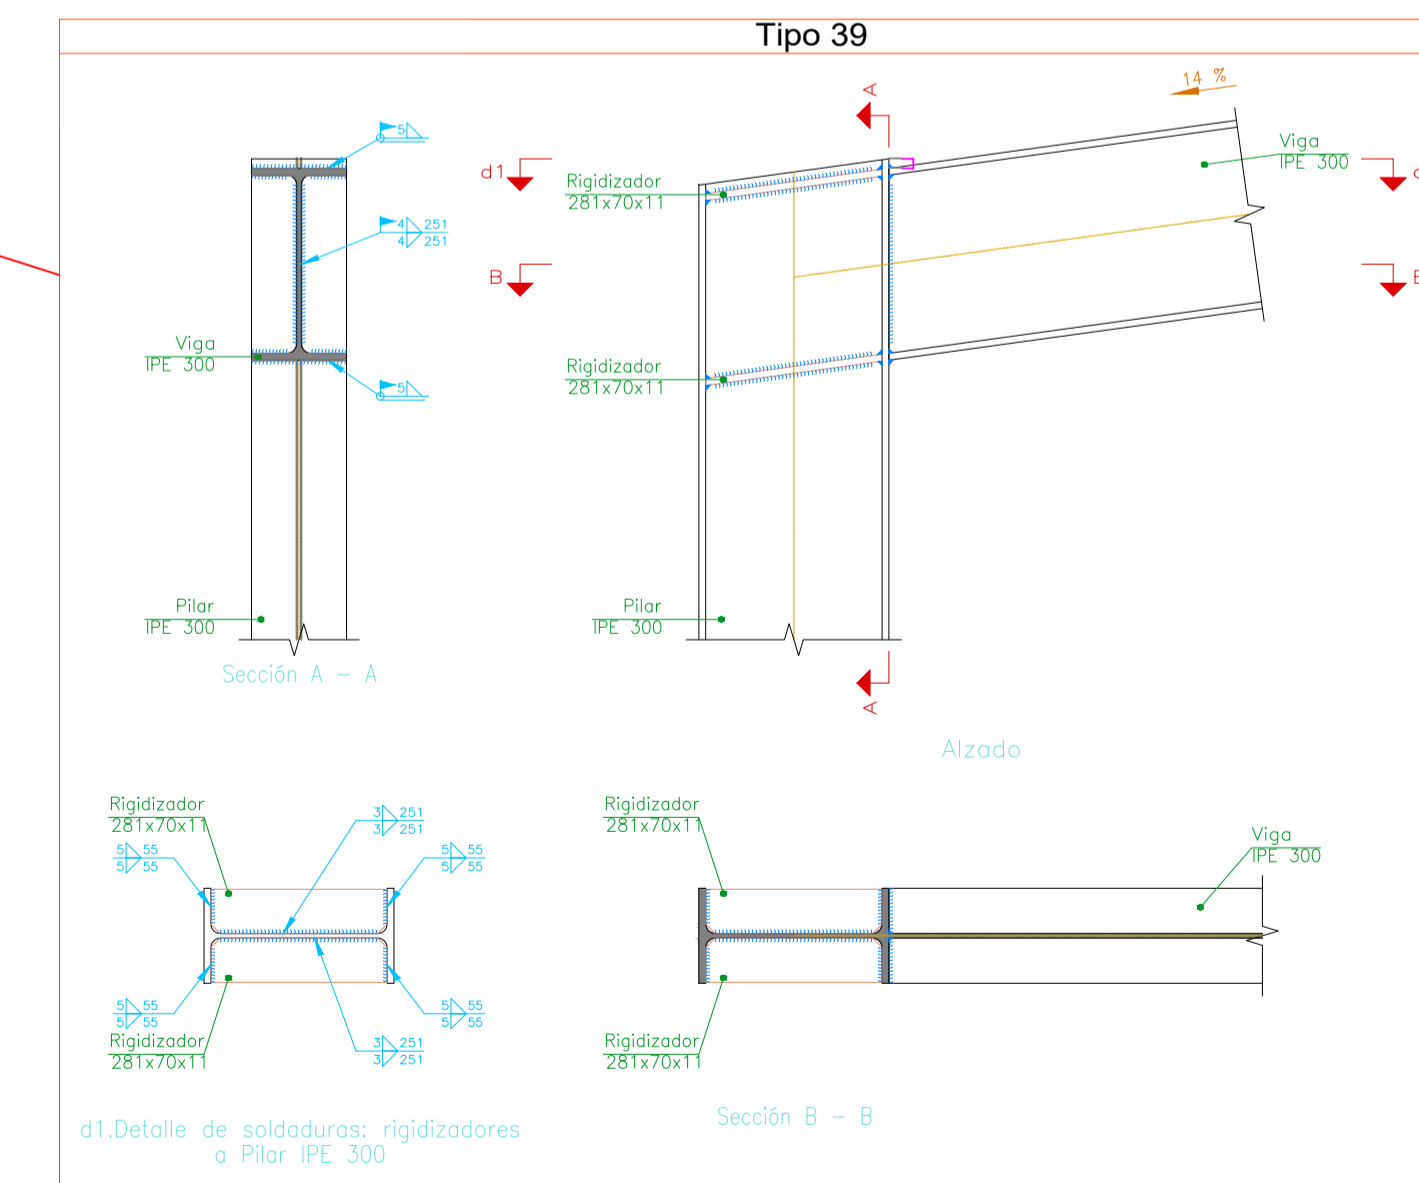 Tipo 39
14 %
A
5
Viga
IPE 300
d1
Rigidizador
281x70x11
4 251
4 251
B
Viga
IPE 300
Rigidizador
281x70x11
5
Pilar
IPE 300
Pilar
IPE 300
Sección A - A
A
Alzado
Rigidizador
281x70x11
3 251
3 251
5 55
5 55
5 55
5 55
Rigidizador
281x70x11
Viga
IPE 300
5 55
5 55
5 55
5 55
Rigidizador
281x70x11
3 251
3 251
Rigidizador
281x70x11
Sección B - B
d1.Detalle de soldaduras: rigidizadores
a Pilar IPE 300